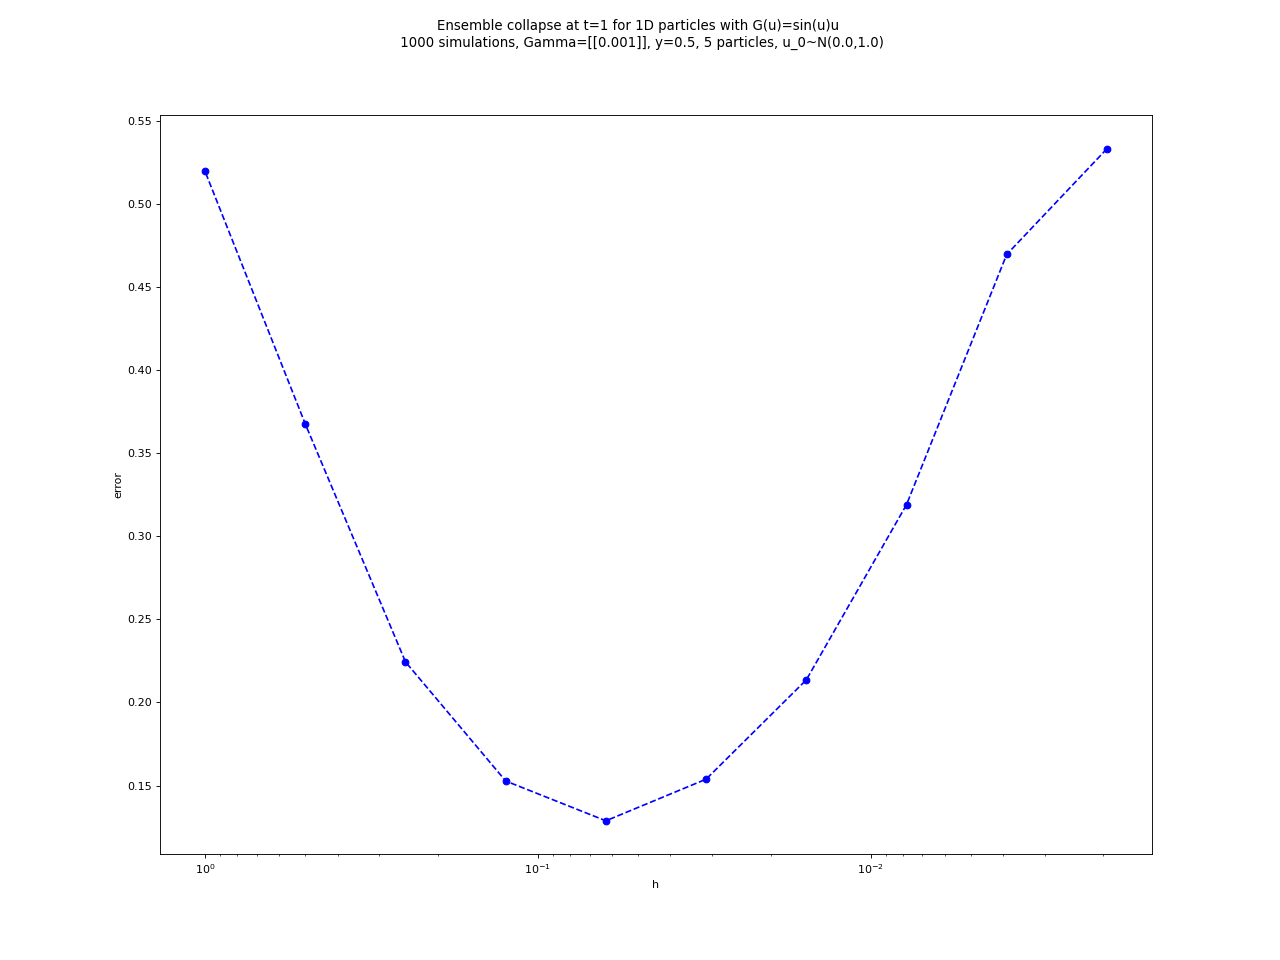 Ensemble collapse at t=1 for 1D particles with G(u)=sin(u)u
1000 simulations, Gamma=[[0.001]], y=0.5, 5 particles, u_0~N(0.0,1.0)
0.55
0.50
0.45
0.40
0.35
error
0.30
0.25
0.20
0.15
10⁰ 10⁻¹ 10⁻²
h